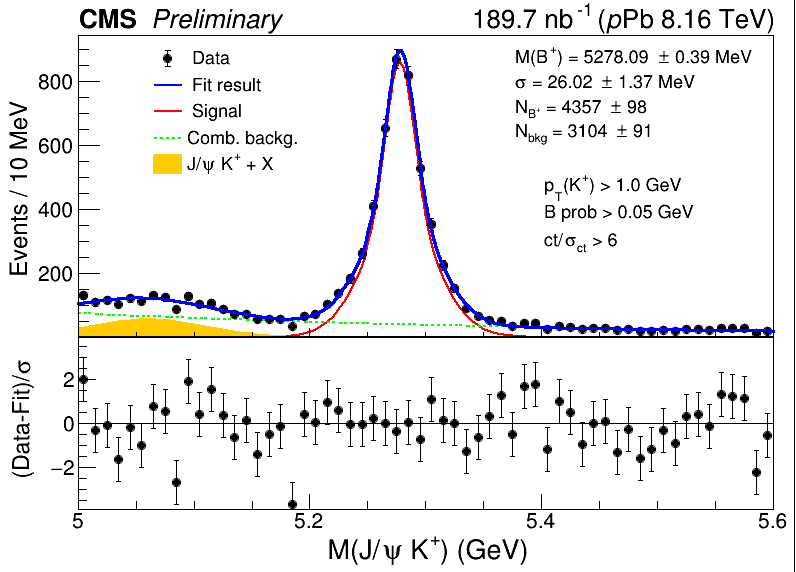 CMS Preliminary 189.7 nb⁻¹ (pPb 8.16 TeV)
Events / 10 MeV
800
600
400
200
Data
Fit result
Signal
Comb. backg.
J/ψ K⁺ + X
M(B⁺) = 5278.09 ± 0.39 MeV
σ = 26.02 ± 1.37 MeV
N_B⁺ = 4357 ± 98
N_bkg = 3104 ± 91
p_T(K⁺) > 1.0 GeV
B prob > 0.05 GeV
ct/σ_ct > 6
(Data-Fit)/σ
2
0
−2
5 5.2 5.4 5.6
M(J/ψ K⁺) (GeV)